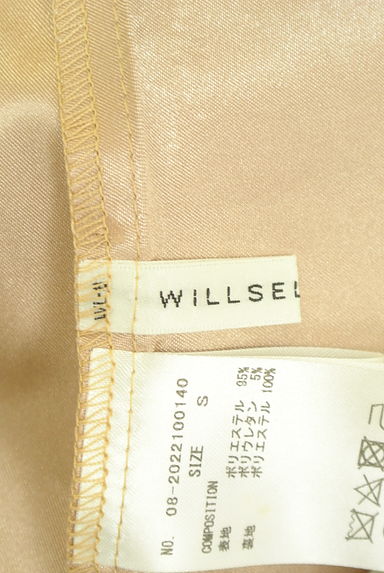 WILLSEL
NO. 08-2022100140
SIZE S
COMPOSITION
表地 ポリエステル 95%
ポリウレタン 5%
裏地 ポリエステル 100%